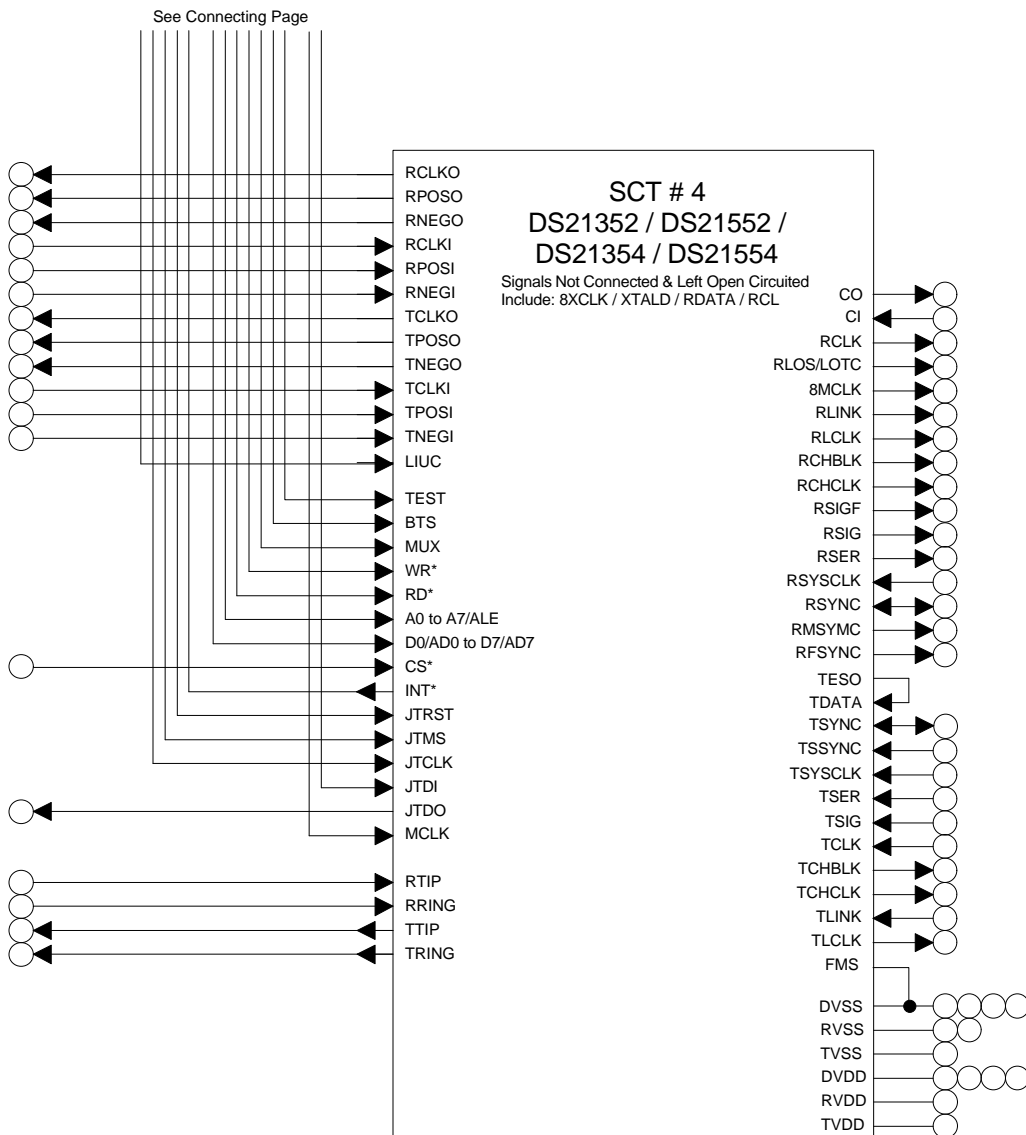 See Connecting Page
SCT # 4
DS21352 / DS21552 /
DS21354 / DS21554
Signals Not Connected & Left Open Circuited
Include: 8XCLK / XTALD / RDATA / RCL
RCLKO
RPOSO
RNEGO
RCLKI
RPOSI
RNEGI
TCLKO
TPOSO
TNEGO
TCLKI
TPOSI
TNEGI
LIUC
TEST
BTS
MUX
WR*
RD*
A0 to A7/ALE
D0/AD0 to D7/AD7
CS*
INT*
JTRST
JTMS
JTCLK
JTDI
JTDO
MCLK
RTIP
RRING
TTIP
TRING
CO
CI
RCLK
RLOS/LOTC
8MCLK
RLINK
RLCLK
RCHBLK
RCHCLK
RSIGF
RSIG
RSER
RSYSCLK
RSYNC
RMSYMC
RFSYNC
TESO
TDATA
TSYNC
TSSYNC
TSYSCLK
TSER
TSIG
TCLK
TCHBLK
TCHCLK
TLINK
TLCLK
FMS
DVSS
RVSS
TVSS
DVDD
RVDD
TVDD